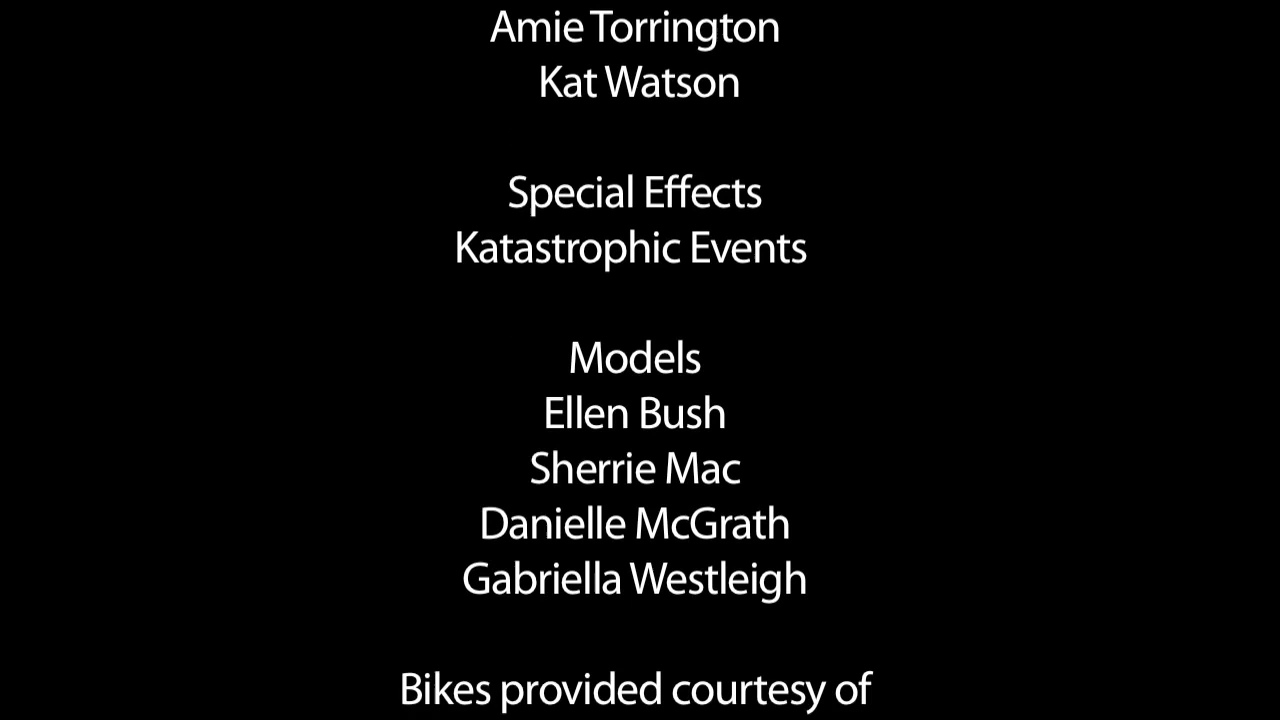 Amie Torrington
Kat Watson
Special Effects
Katastrophic Events
Models
Ellen Bush
Sherrie Mac
Danielle McGrath
Gabriella Westleigh
Bikes provided courtesy of